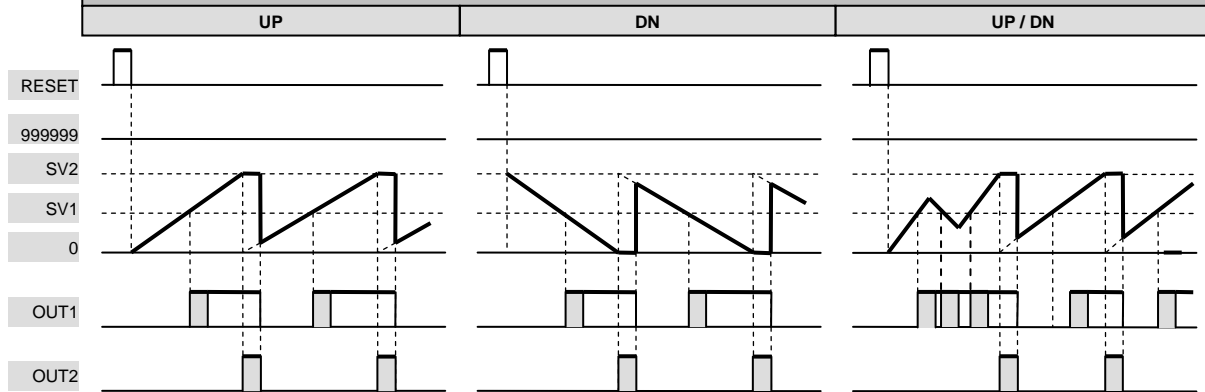 UP DN UP / DN
RESET
999999
SV2
SV1
0
OUT1
OUT2